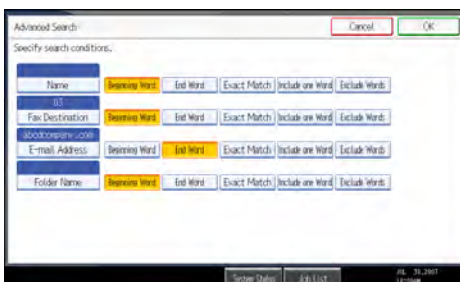 Advanced Search
Cancel
OK
Specify search conditions.
Name
Beginning Word
End Word
Exact Match
Include one Word
Exclude Words
03
Fax Destination
Beginning Word
End Word
Exact Match
Include one Word
Exclude Words
abcdcompany.com
E-mail Address
Beginning Word
End Word
Exact Match
Include one Word
Exclude Words
Folder Name
Beginning Word
End Word
Exact Match
Include one Word
Exclude Words
System Status
Job List